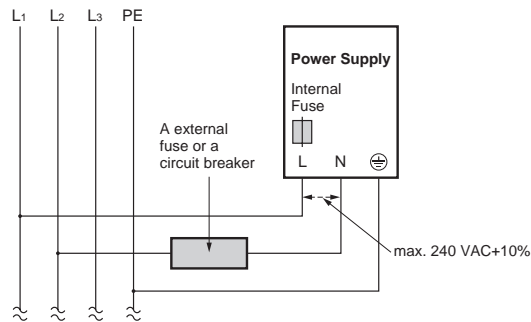 L1 L2 L3 PE
Power Supply
Internal
Fuse
A external
fuse or a
circuit breaker
L N
max. 240 VAC+10%